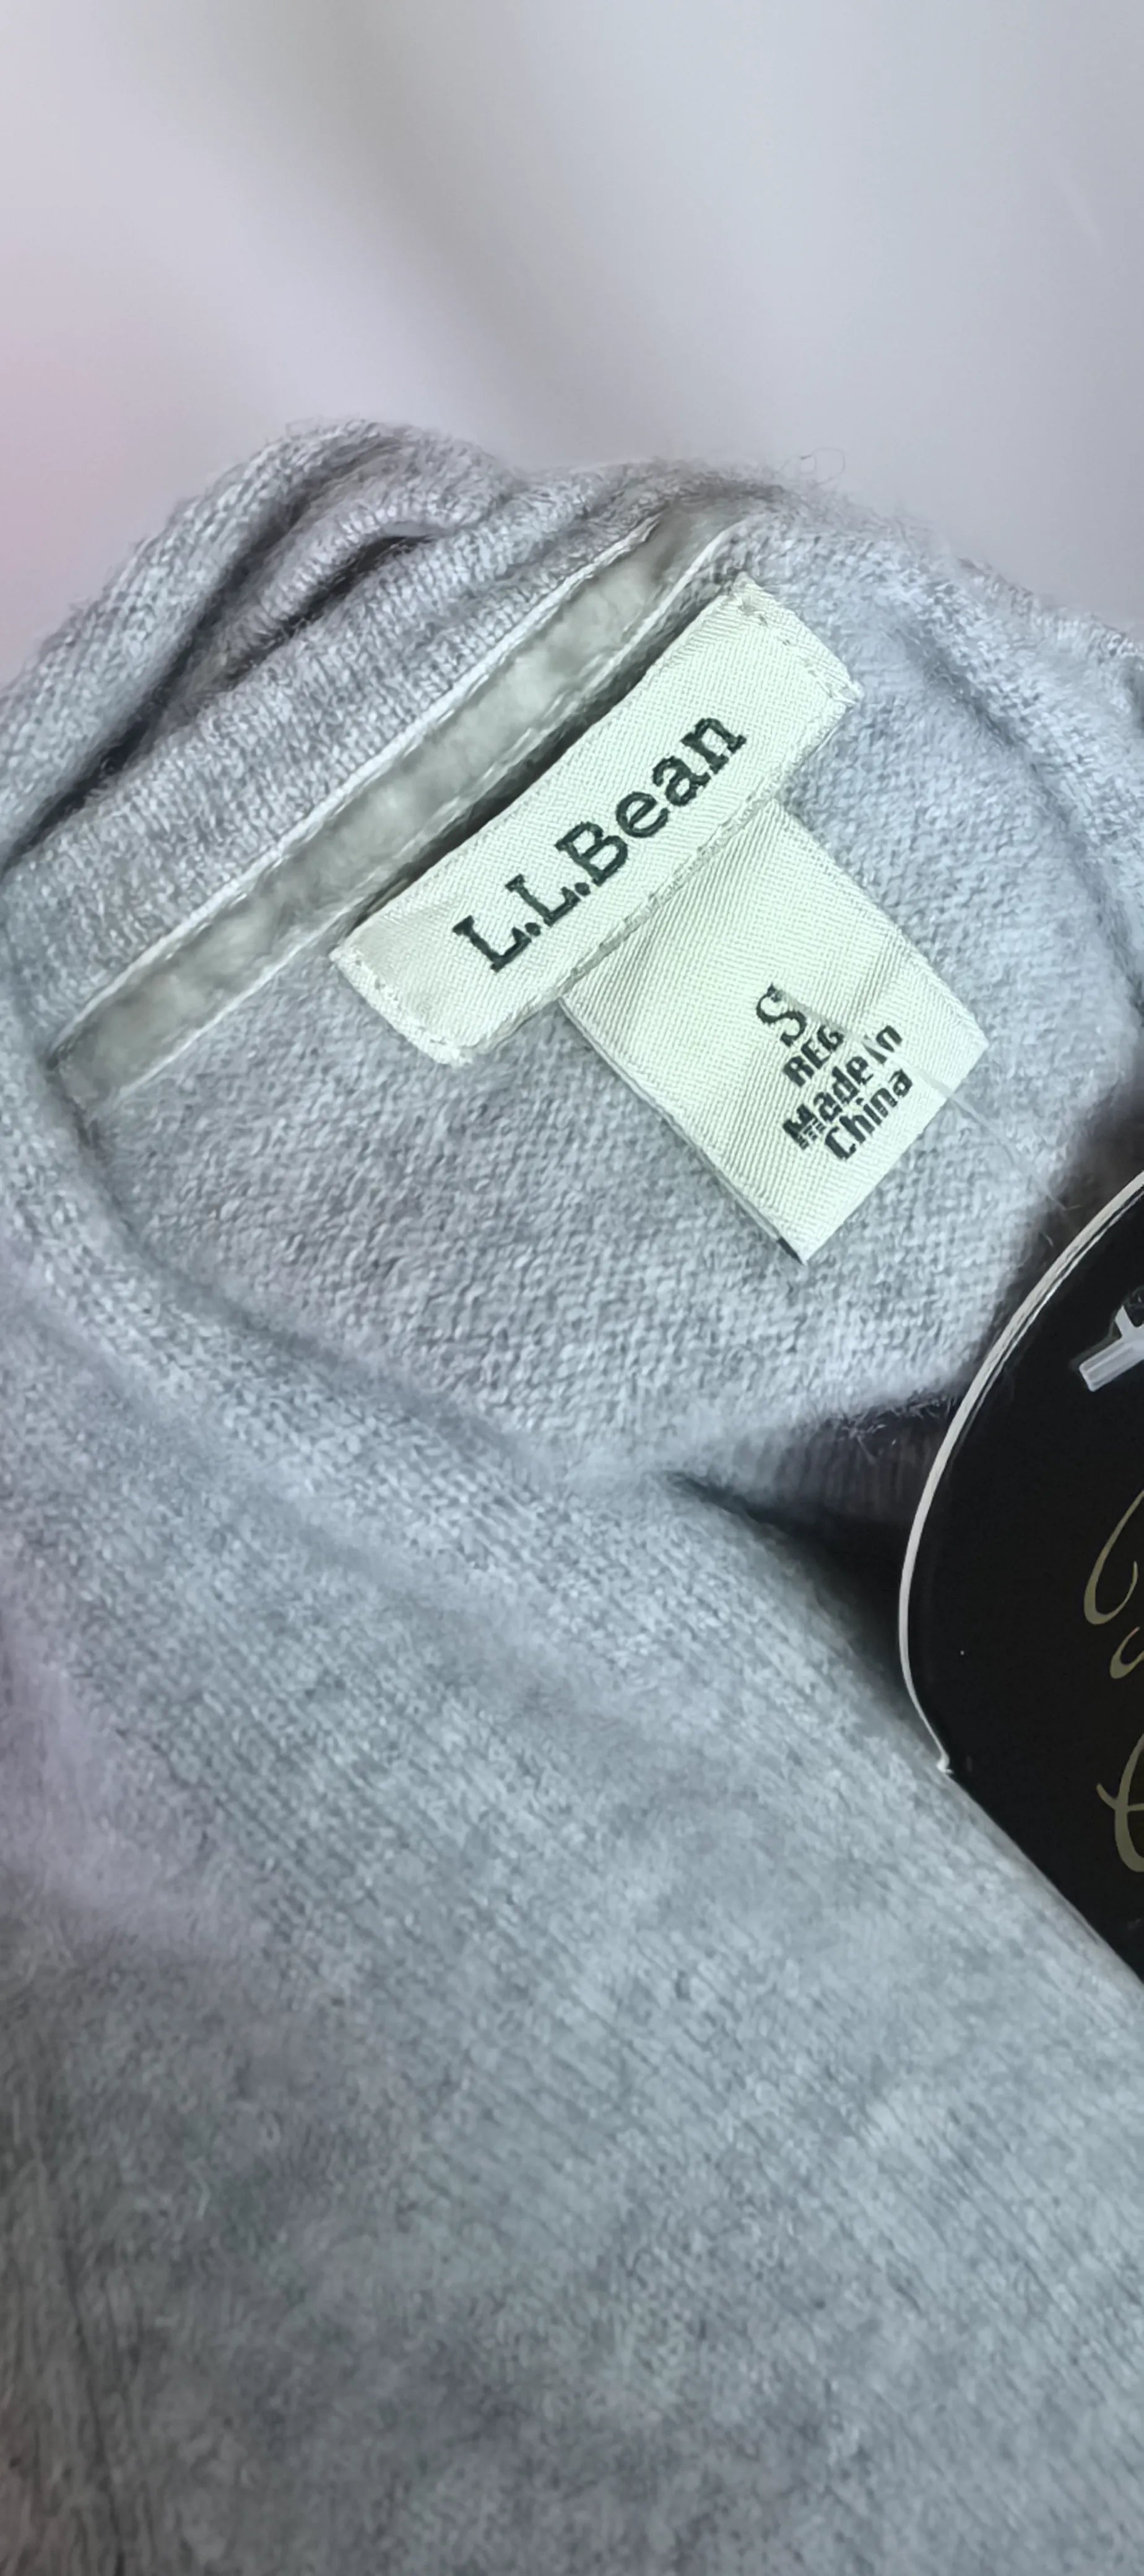 L.L.Bean
S
REG
Made in
China